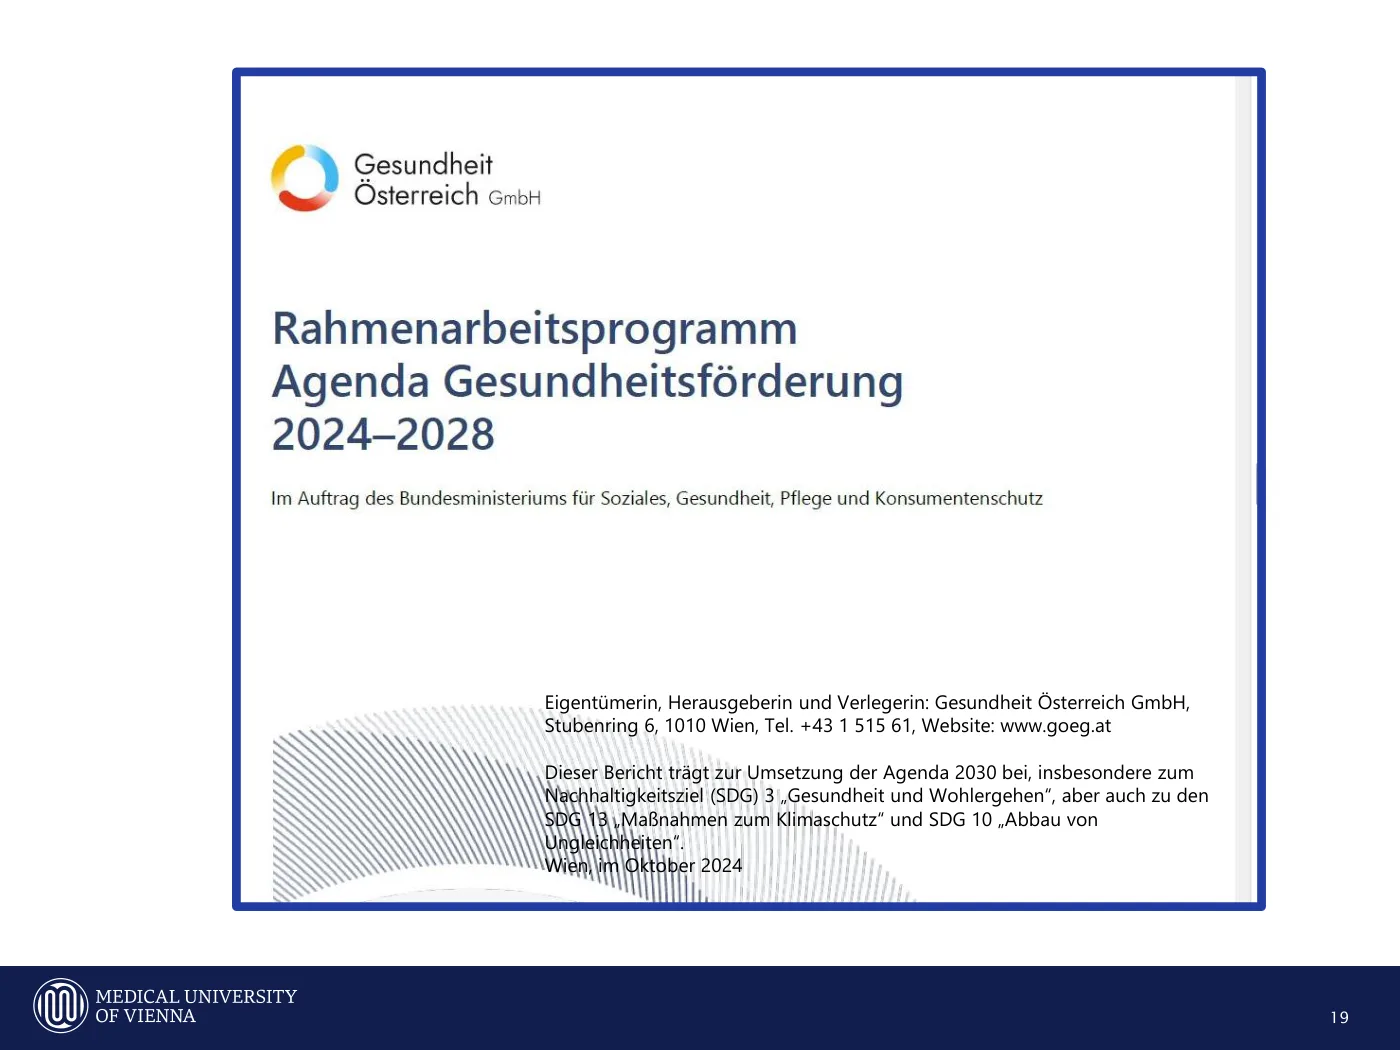 Gesundheit
Österreich GmbH
Rahmenarbeitsprogramm
Agenda Gesundheitsförderung
2024–2028
Im Auftrag des Bundesministeriums für Soziales, Gesundheit, Pflege und Konsumentenschutz
Eigentümerin, Herausgeberin und Verlegerin: Gesundheit Österreich GmbH,
Stubenring 6, 1010 Wien, Tel. +43 1 515 61, Website: www.goeg.at
Dieser Bericht trägt zur Umsetzung der Agenda 2030 bei, insbesondere zum
Nachhaltigkeitsziel (SDG) 3 „Gesundheit und Wohlergehen“, aber auch zu den
SDG 13 „Maßnahmen zum Klimaschutz“ und SDG 10 „Abbau von
Ungleichheiten“.
Wien, im Oktober 2024
MEDICAL UNIVERSITY
OF VIENNA
19